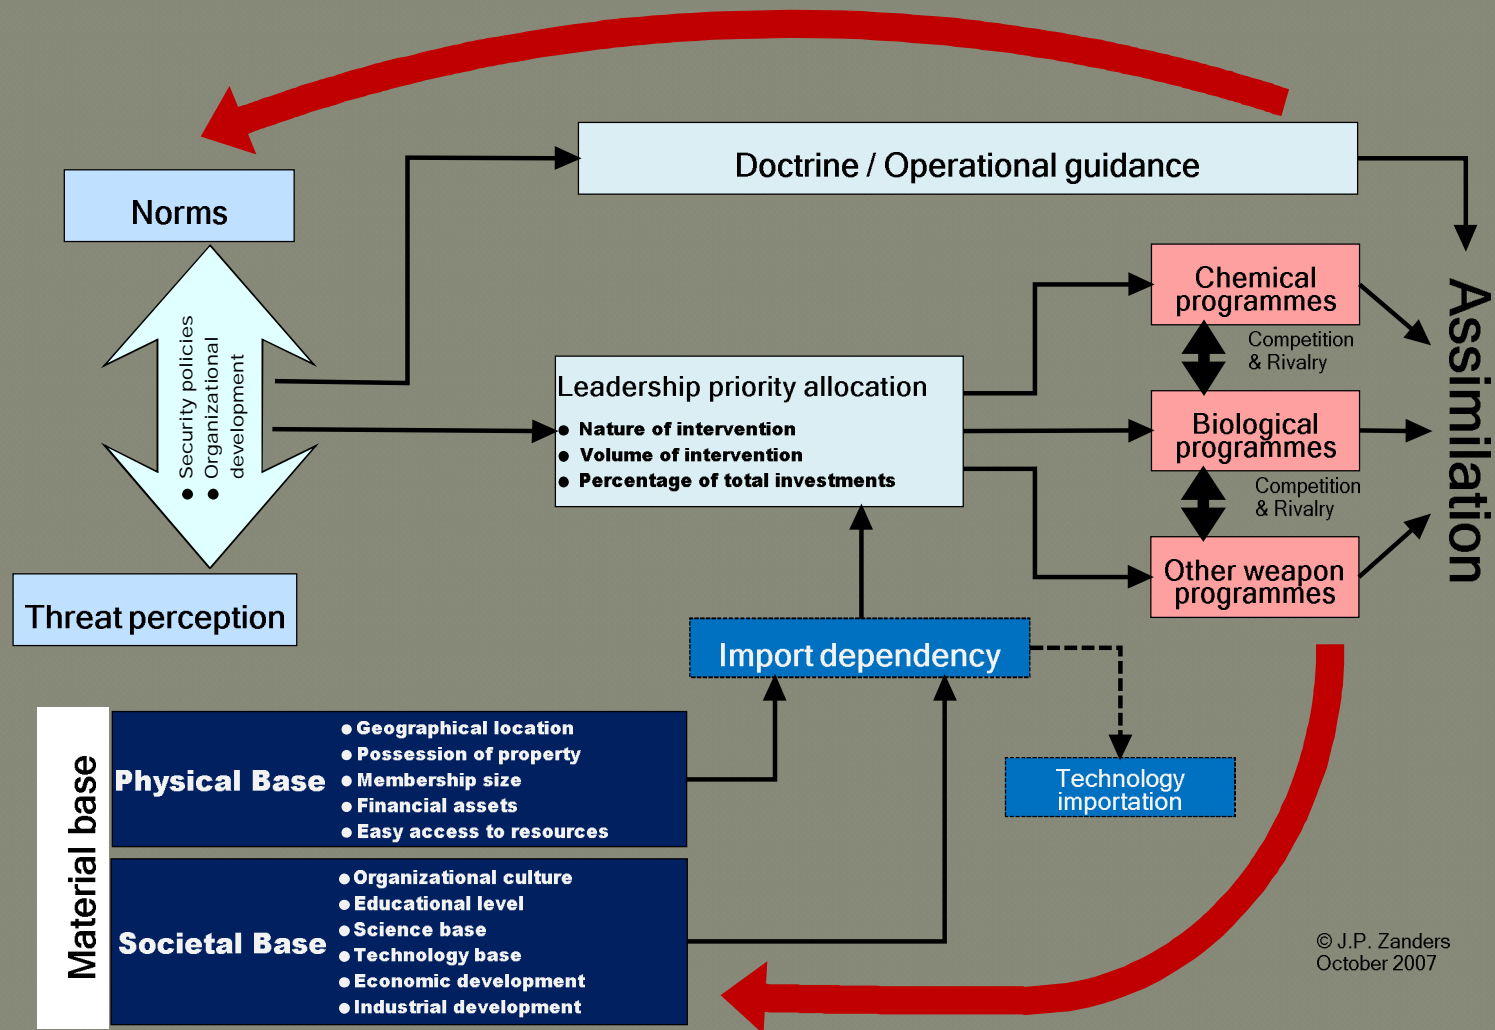 Doctrine / Operational guidance
Norms
● Security policies
● Organizational
development
Threat perception
Leadership priority allocation
● Nature of intervention
● Volume of intervention
● Percentage of total investments
Chemical
programmes
Competition
& Rivalry
Biological
programmes
Competition
& Rivalry
Other weapon
programmes
Assimilation
Import dependency
Technology
importation
Material base
Physical Base
● Geographical location
● Possession of property
● Membership size
● Financial assets
● Easy access to resources
Societal Base
● Organizational culture
● Educational level
● Science base
● Technology base
● Economic development
● Industrial development
© J.P. Zanders
October 2007